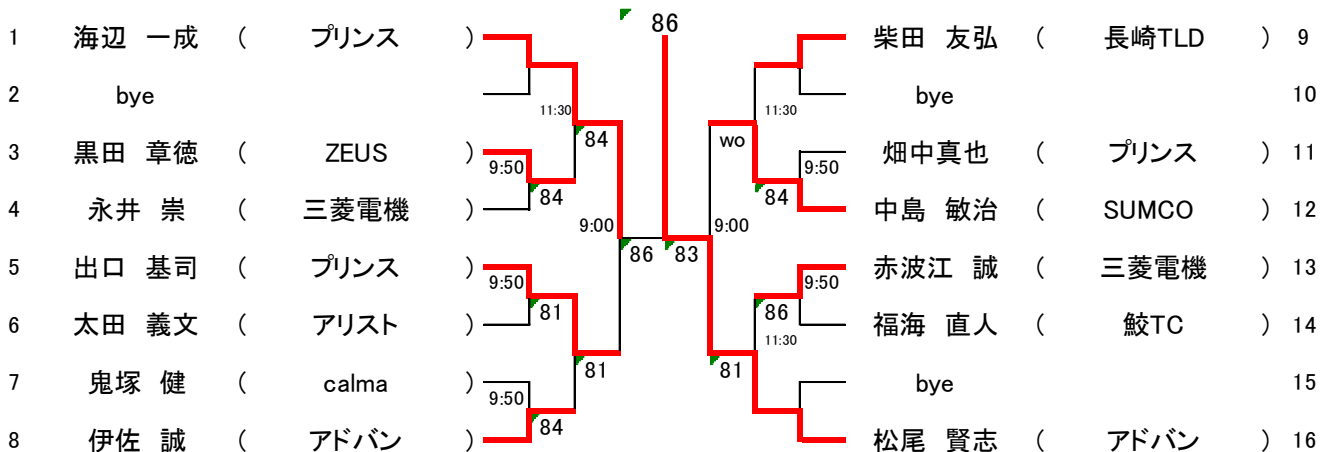 86
1 海辺 一成 ( プリンス ) 柴田 友弘 ( 長崎TLD ) 9
2 bye 11:30 11:30 bye 10
84 wo
3 黒田 章徳 ( ZEUS ) 9:50 9:50 畑中真也 ( プリンス ) 11
84 84
4 永井 崇 ( 三菱電機 ) 中島 敏治 ( SUMCO ) 12
9:00 9:00
86 83
5 出口 基司 ( プリンス ) 9:50 9:50 赤波江 誠 ( 三菱電機 ) 13
81 86
6 太田 義文 ( アリスト ) 福海 直人 ( 鮫TC ) 14
11:30
81 81
7 鬼塚 健 ( calma ) 9:50 bye 15
84
8 伊佐 誠 ( アドバン ) 松尾 賢志 ( アドバン ) 16